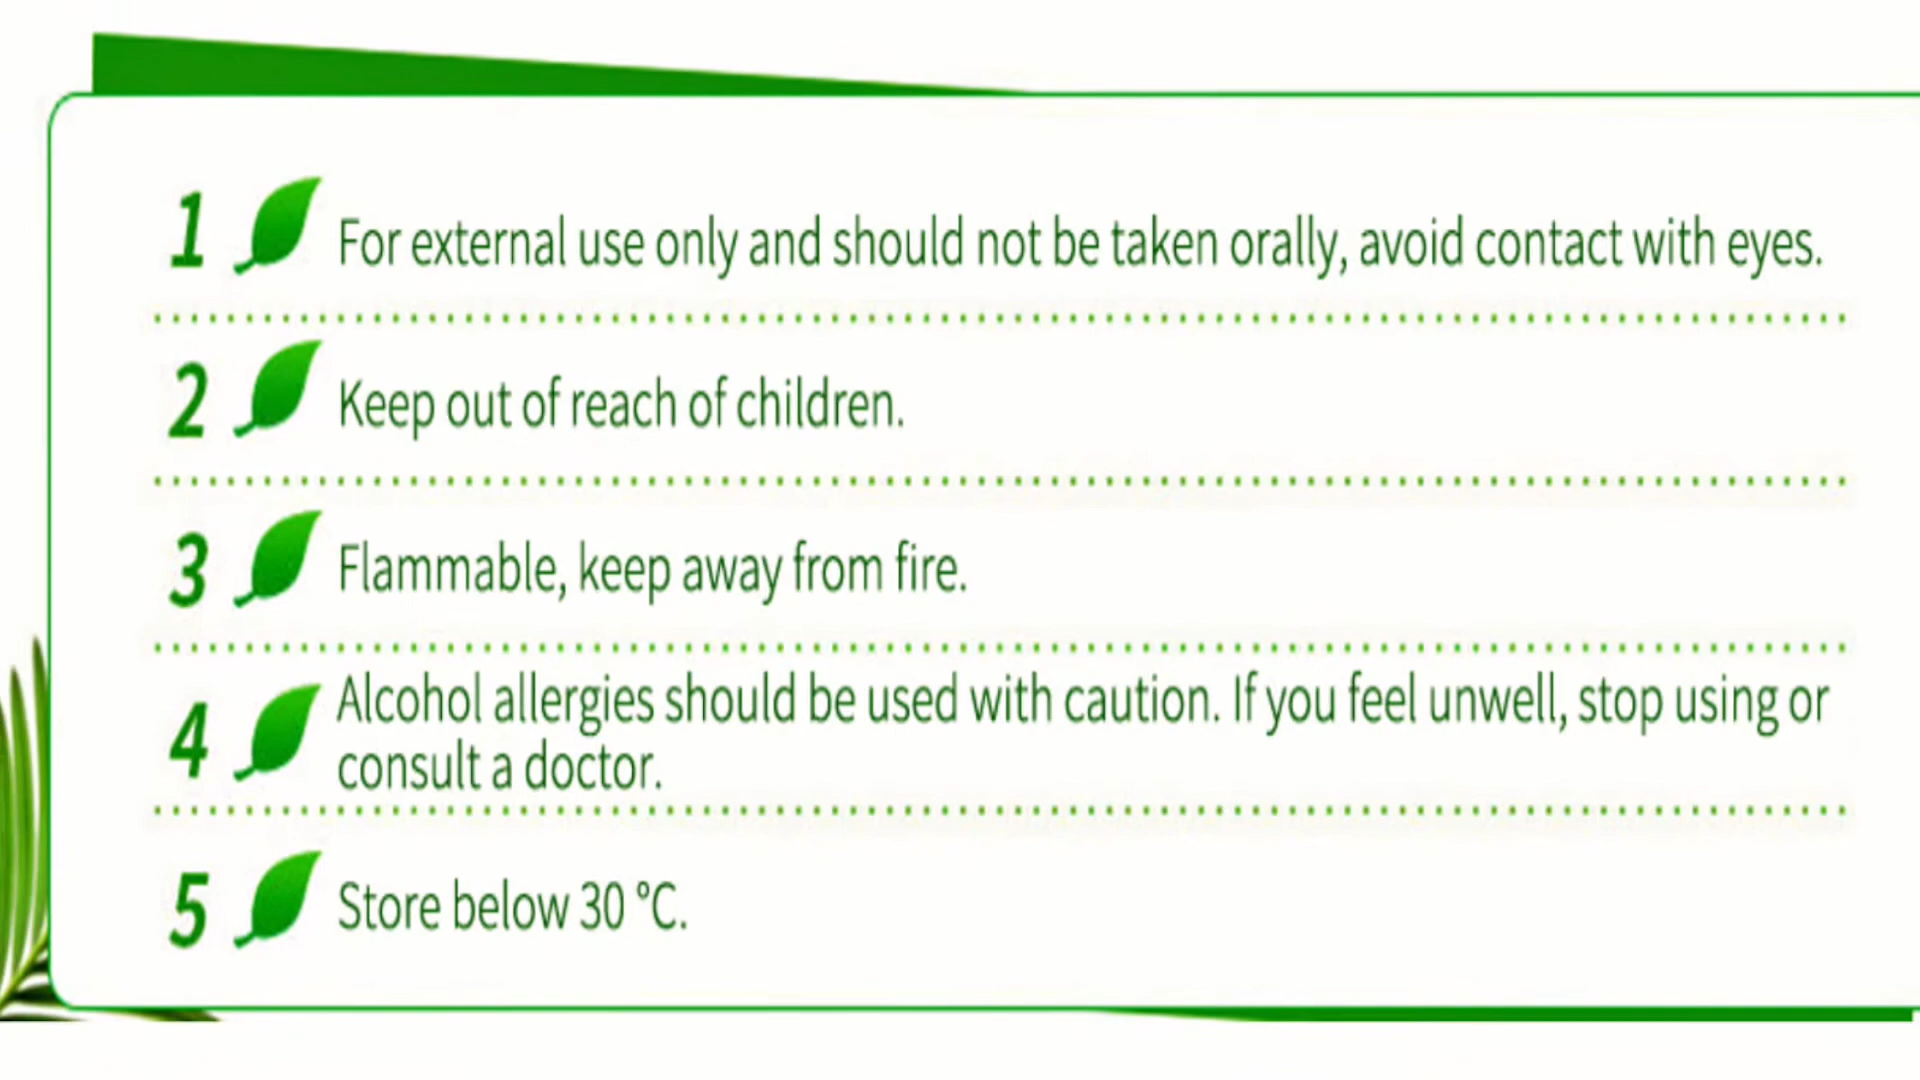 1 For external use only and should not be taken orally, avoid contact with eyes.
2 Keep out of reach of children.
3 Flammable, keep away from fire.
4 Alcohol allergies should be used with caution. If you feel unwell, stop using or
consult a doctor.
5 Store below 30 °C.